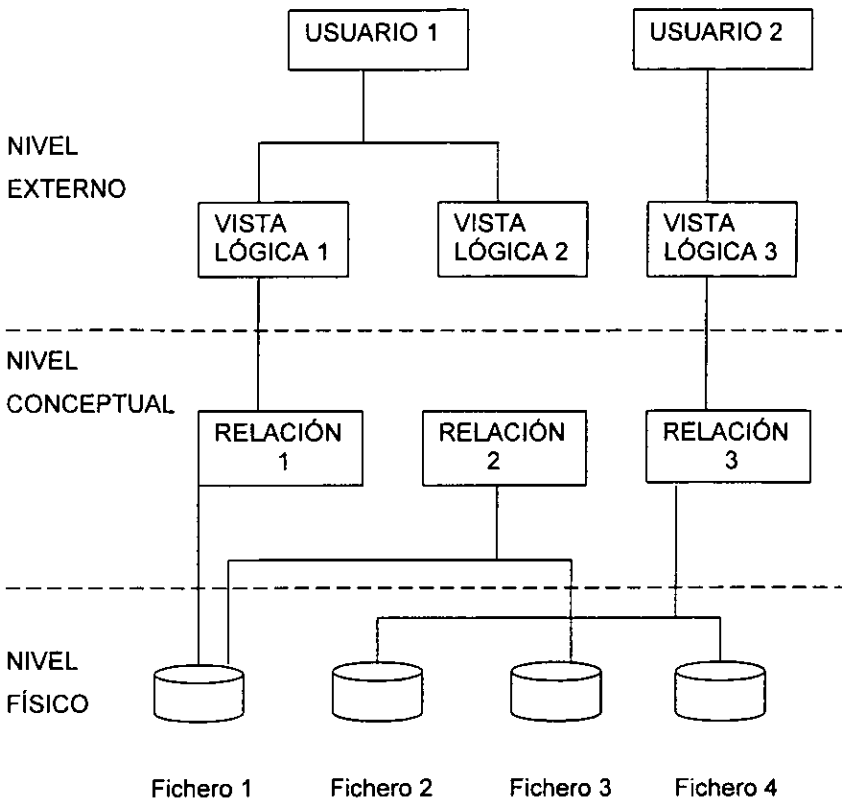 USUARIO 1
USUARIO 2
NIVEL
EXTERNO
VISTA
LÓGICA 1
VISTA
LÓGICA 2
VISTA
LÓGICA 3
NIVEL
CONCEPTUAL
RELACIÓN
1
RELACIÓN
2
RELACIÓN
3
NIVEL
FÍSICO
Fichero 1
Fichero 2
Fichero 3
Fichero 4